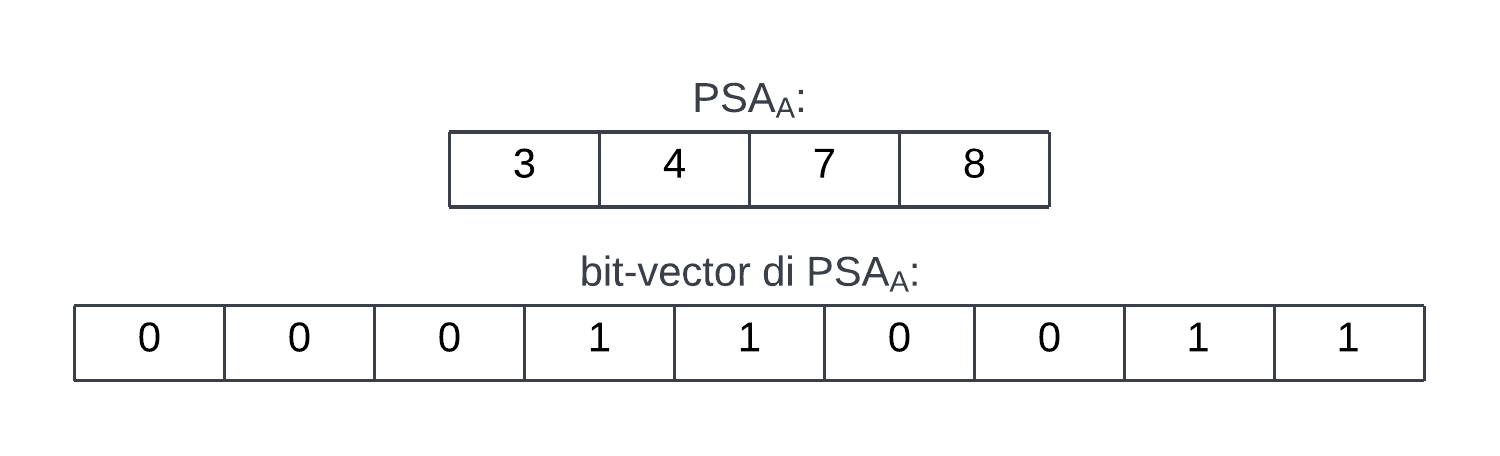 PSAA:
3 4 7 8
bit-vector di PSAA:
0 0 0 1 1 0 0 1 1